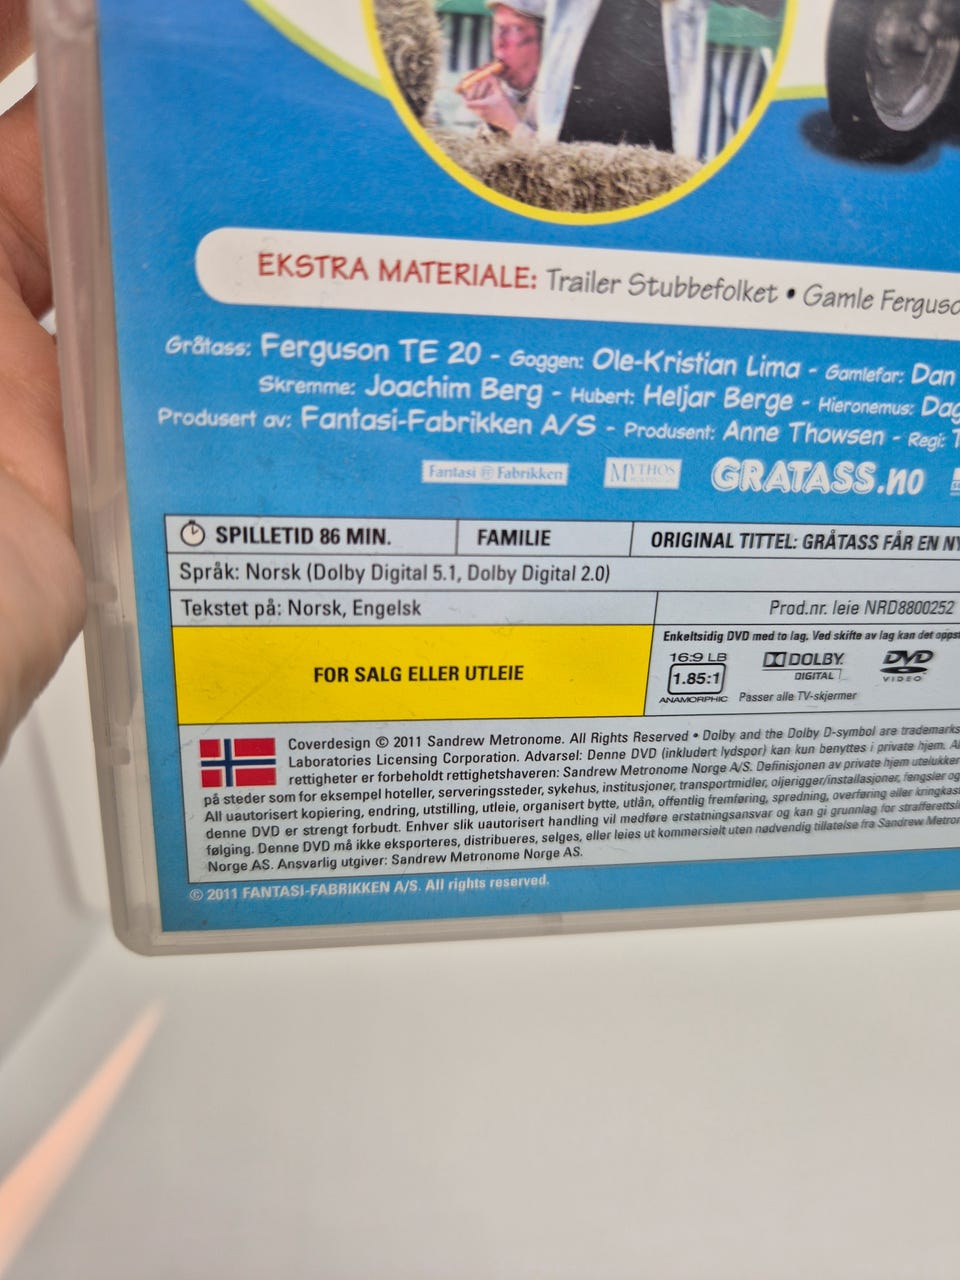 EKSTRA MATERIALE: Trailer Stubbefolket • Gamle
Gråtass: Ferguson TE 20 - Goggen: Ole-Kristian Lima - Gamlefar: Dan
Skremme: Joachim Berg - Hubert: Heljar Berge - Hieronemus:
Produsert av: Fantasi-Fabrikken A/S - Produsent: Anne Thowsen - Regi:
Fantasi Fabrikken MYTHOS GRATASS.NO
SPILLETID 86 MIN. FAMILIE ORIGINAL TITTEL: GRÅTASS FÅR EN
Språk: Norsk (Dolby Digital 5.1, Dolby Digital 2.0)
Tekstet på: Norsk, Engelsk Prod.nr. leie NRD8800252
FOR SALG ELLER UTLEIE
Enkeltsidig DVD med to lag. Ved skifte av lag kan det
16:9 LB
1.85:1
ANAMORPHIC
DOLBY
DIGITAL
DVD
VIDEO
Passer alle TV-skjermer
Coverdesign © 2011 Sandrew Metronome. All Rights Reserved • Dolby and the Dolby D-symbol are trademarks
Laboratories Licensing Corporation. Advarsel: Denne DVD (inkludert lydspor) kan kun benyttes i private hjem.
rettigheter er forbeholdt rettighetshaveren: Sandrew Metronome Norge A/S. Definisjonen av private hjem utelukker
på steder som for eksempel hoteller, serveringssteder, sykehus, institusjoner, transportmidler, oljerigger/installasjoner, fengsler og
All uautorisert kopiering, endring, utstilling, utleie, organisert bytte, utlån, offentlig fremføring, spredning, overføring eller
denne DVD er strengt forbudt. Enhver slik uautorisert handling vil medføre erstatningsansvar og kan gi grunnlag for
følging. Denne DVD må ikke eksporteres, distribueres, selges, eller leies ut kommersielt uten nødvendig tillatelse fra Sandrew
Norge AS. Ansvarlig utgiver: Sandrew Metronome Norge AS.
© 2011 FANTASI-FABRIKKEN A/S. All rights reserved.